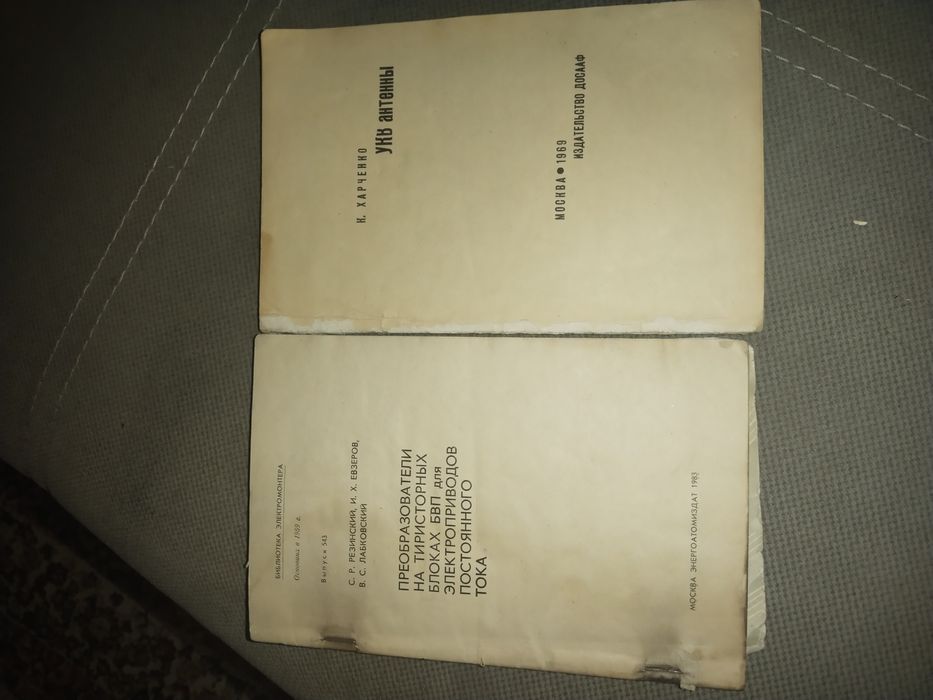 К. ХАРЧЕНКО
УКВ антенны
МОСКВА ● 1969
ИЗДАТЕЛЬСТВО ДОСААФ
БИБЛИОТЕКА ЭЛЕКТРОМОНТЕРА
Основана в 1959 г.
Выпуск 543
С. Р. РЕЗИНСКИЙ, И. Х. ЕВЗЕРОВ,
В. С. ЛАБКОВСКИЙ
ПРЕОБРАЗОВАТЕЛИ
НА ТИРИСТОРНЫХ
БЛОКАХ БВП для
ЭЛЕКТРОПРИВОДОВ
ПОСТОЯННОГО
ТОКА
МОСКВА ЭНЕРГОАТОМИЗДАТ 1983